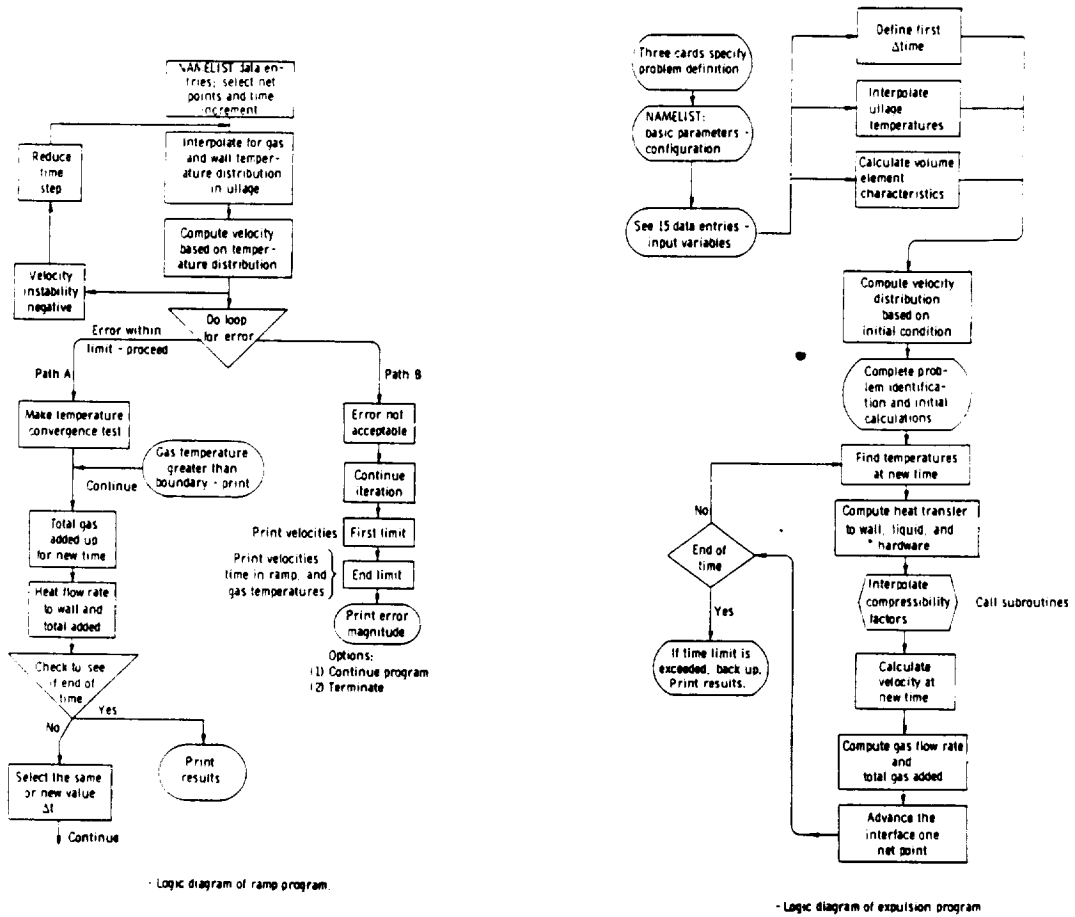 NAMELIST data en-
tries; select net
points and time
increment
Reduce
time
step
Interpolate for gas
and wall temper-
ature distribution
in ullage
Compute velocity
based on temper-
ature distribution
Velocity
instability
negative
Do loop
for error
Error within
limit - proceed
Path A
Path B
Make temperature
convergence test
Gas temperature
greater than
boundary - print
Continue
Total gas
added up
for new time
Heat flow rate
to wall and
total added
Check to see
if end of
time
Yes
No
Print
results
Select the same
or new value
Δt
Continue
Error not
acceptable
Continue
iteration
Print velocities
First limit
Print velocities
time in ramp, and
gas temperatures
End limit
Print error
magnitude
Options:
(1) Continue program
(2) Terminate
- Logic diagram of ramp program.
Three cards specify
problem definition
NAMELIST:
basic parameters -
configuration
See 15 data entries -
input variables
Define first
Δtime
Interpolate
ullage
temperatures
Calculate volume
element
characteristics
Compute velocity
distribution
based on
initial condition
Complete prob-
lem identifica-
tion and initial
calculations
Find temperatures
at new time
Compute heat transfer
to wall, liquid, and
hardware
Interpolate
compressibility
factors
Call subroutines
Calculate
velocity at
new time
Compute gas flow rate
and
total gas added
Advance the
interface one
net point
No
End of
time
Yes
If time limit is
exceeded, back up.
Print results.
- Logic diagram of expulsion program